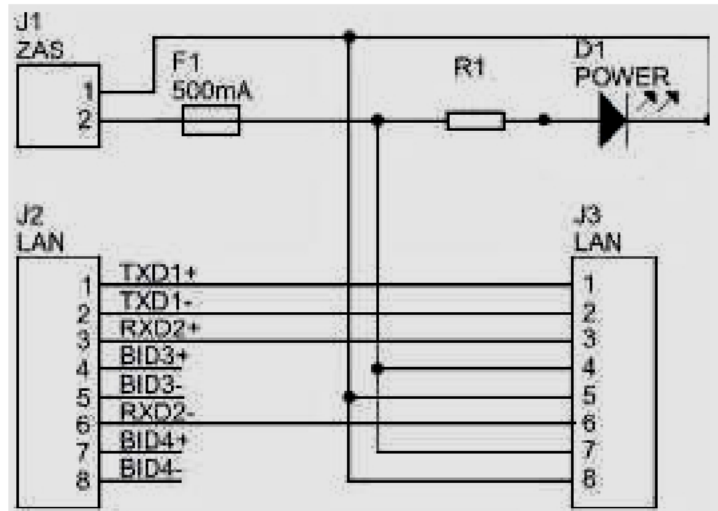 J1
ZAS
1
2
F1
500mA
R1
D1
POWER
J2
LAN
1 TXD1+
2 TXD1-
3 RXD2+
4 BID3+
5 BID3-
6 RXD2-
7 BID4+
8 BID4-
J3
LAN
1
2
3
4
5
6
7
8